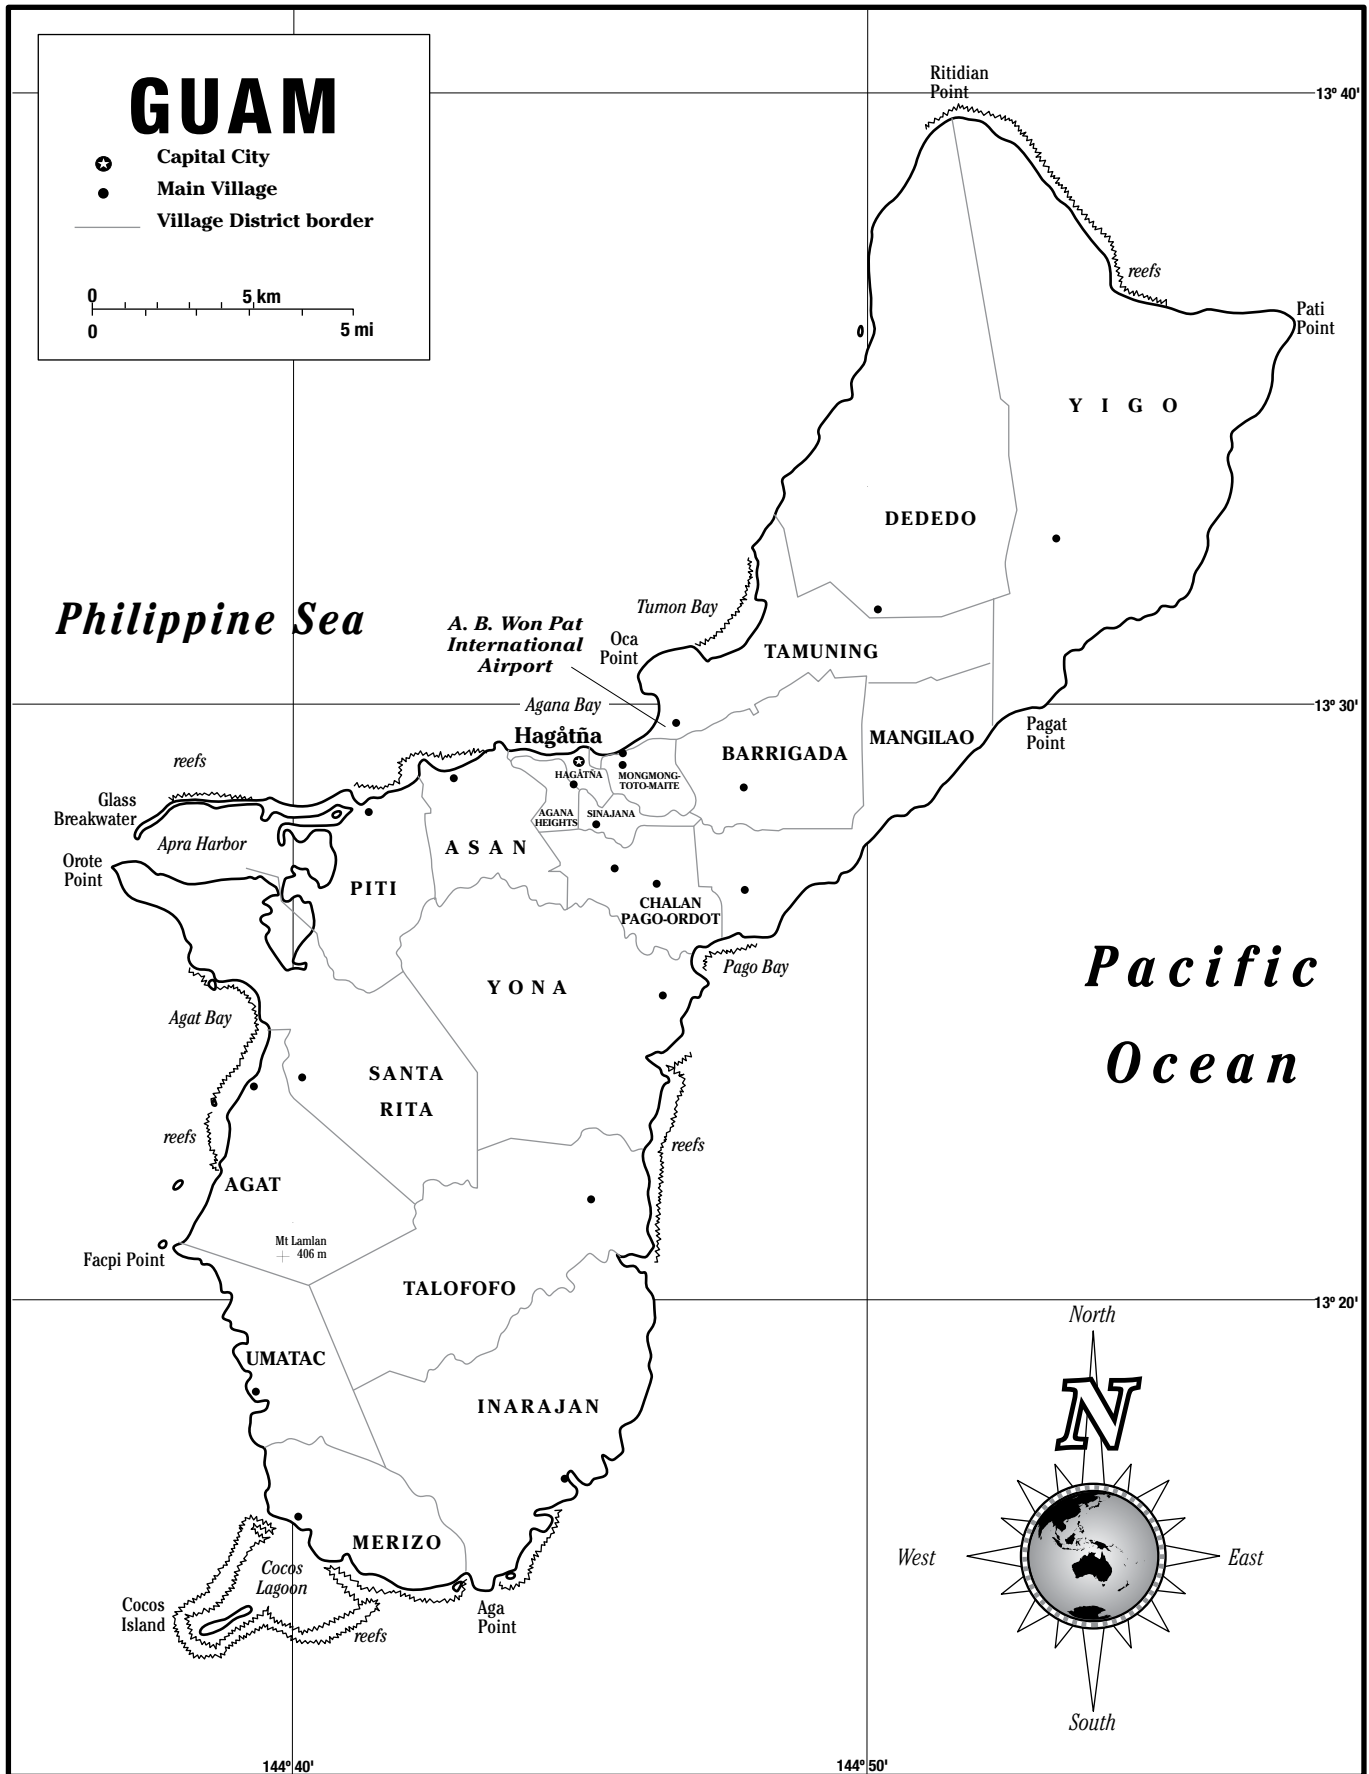 GUAM
Capital City
Main Village
Village District border
0
5 km
0
5 mi
Ritidian
Point
13º 40'
reefs
Pati
Point
Y I G O
DEDEDO
Philippine Sea
Tumon Bay
A. B. Won Pat
International
Airport
Oca
Point
TAMUNING
Agana Bay
13º 30'
Hagåtña
Pagat
Point
MANGILAO
BARRIGADA
reefs
HAGÅTÑA
MONGMONG-
TOTO-MAITE
Glass
Breakwater
AGANA
HEIGHTS
SINAJANA
Apra Harbor
ASAN
Orote
Point
PITI
CHALAN
PAGO-ORDOT
Pago Bay
Pacific
Ocean
YONA
Agat Bay
SANTA
RITA
reefs
reefs
AGAT
Mt Lamlan
406 m
Facpi Point
TALOFOFO
13º 20'
North
UMATAC
INARAJAN
N
MERIZO
West
East
Cocos
Lagoon
Cocos
Island
Aga
Point
reefs
South
144º 40'
144º 50'